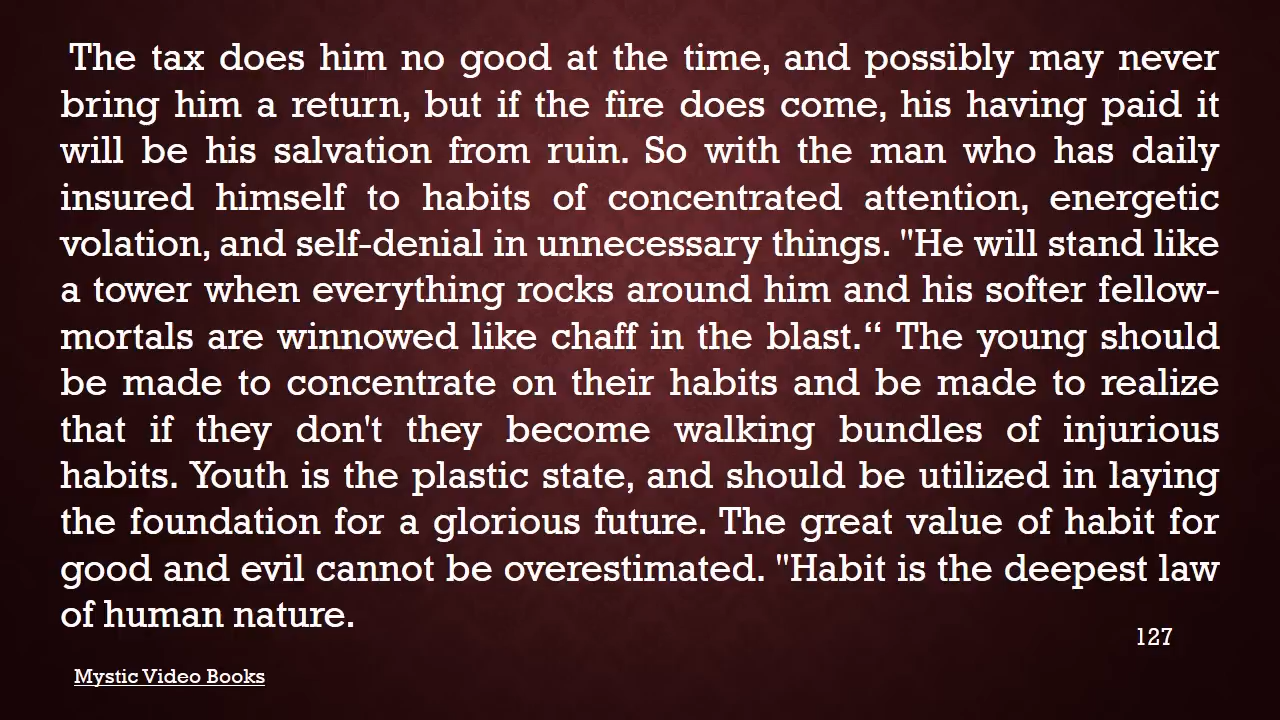 The tax does him no good at the time, and possibly may never
bring him a return, but if the fire does come, his having paid it
will be his salvation from ruin. So with the man who has daily
insured himself to habits of concentrated attention, energetic
volation, and self-denial in unnecessary things. "He will stand like
a tower when everything rocks around him and his softer fellow-
mortals are winnowed like chaff in the blast.“ The young should
be made to concentrate on their habits and be made to realize
that if they don't they become walking bundles of injurious
habits. Youth is the plastic state, and should be utilized in laying
the foundation for a glorious future. The great value of habit for
good and evil cannot be overestimated. "Habit is the deepest law
of human nature.
127
Mystic Video Books